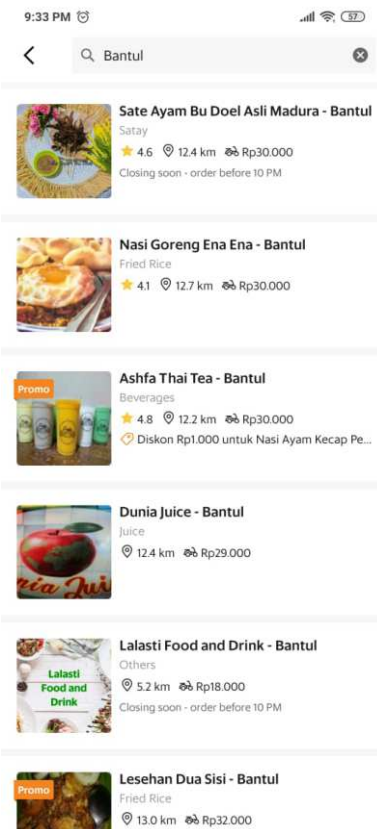 9:33 PM
57
Bantul
Sate Ayam Bu Doel Asli Madura - Bantul
Satay
4.6 12.4 km Rp30.000
Closing soon - order before 10 PM
Nasi Goreng Ena Ena - Bantul
Fried Rice
4.1 12.7 km Rp30.000
Promo
Ashfa Thai Tea - Bantul
Beverages
4.8 12.2 km Rp30.000
Diskon Rp1.000 untuk Nasi Ayam Kecap Pe...
Dunia Juice - Bantul
Juice
12.4 km Rp29.000
nia Jui
Lalasti Food and Drink - Bantul
Others
5.2 km Rp18.000
Closing soon - order before 10 PM
Lalasti
Food and
Drink
Promo
Lesehan Dua Sisi - Bantul
Fried Rice
13.0 km Rp32.000